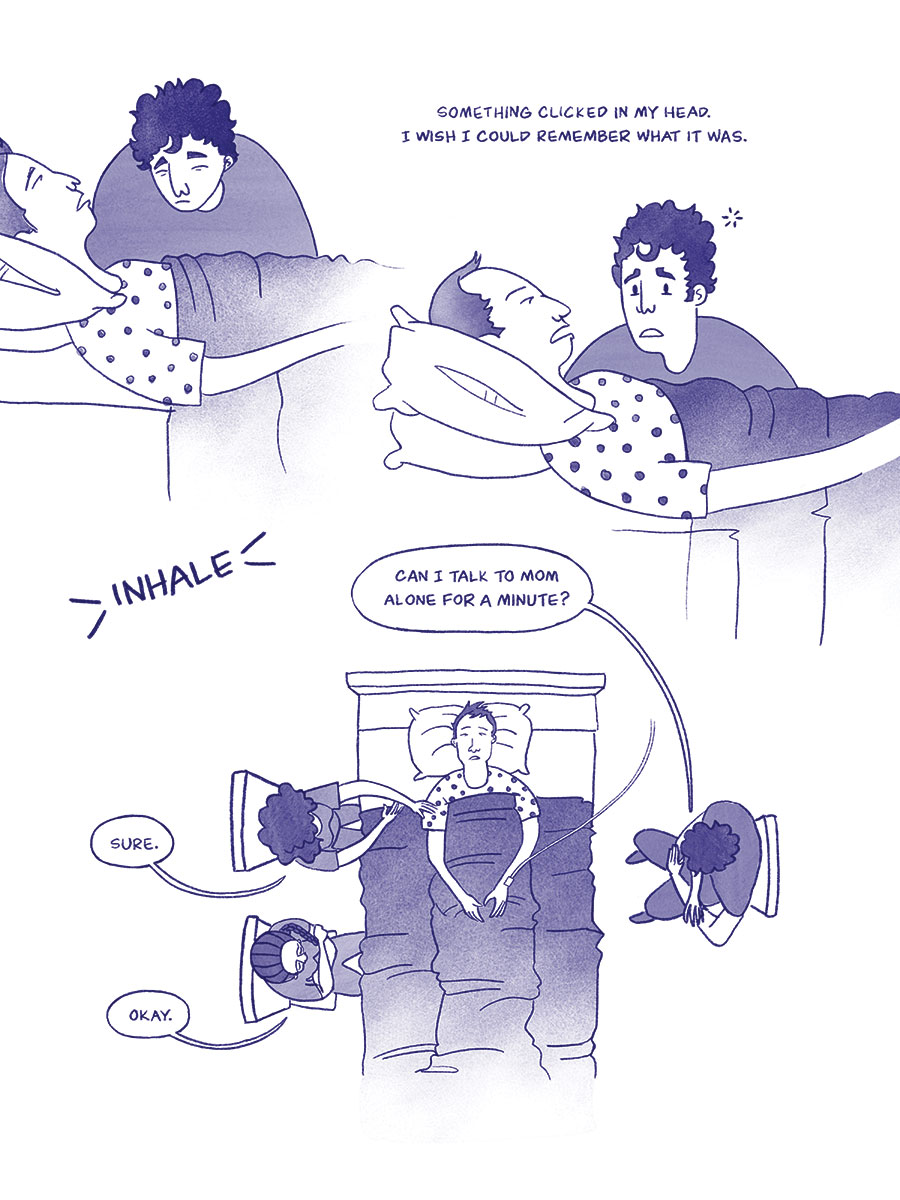 SOMETHING CLICKED IN MY HEAD.
I WISH I COULD REMEMBER WHAT IT WAS.
INHALE
CAN I TALK TO MOM
ALONE FOR A MINUTE?
SURE.
OKAY.